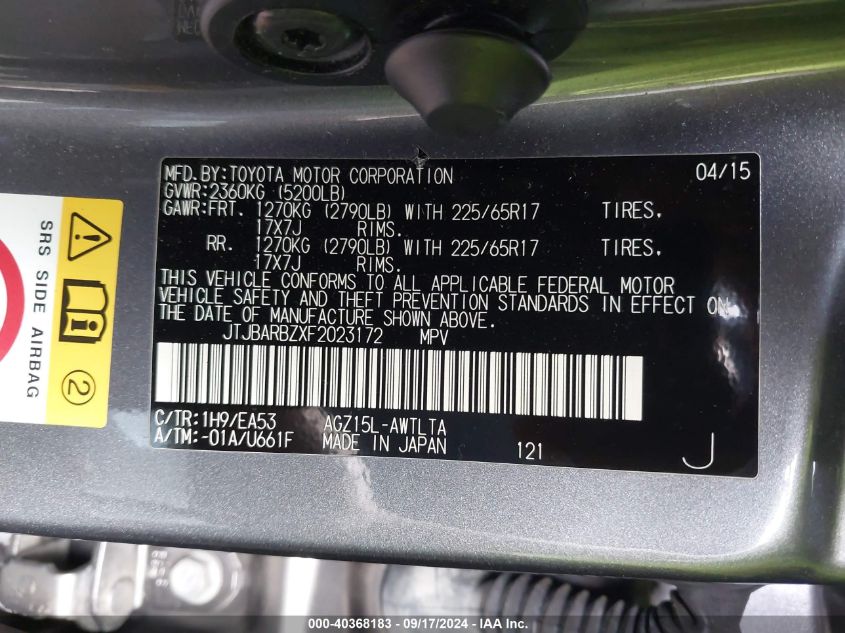 MFD.BY:TOYOTA MOTOR CORPORATION 04/15
GVWR:2360KG (5200LB)
GAWR:FRT. 1270KG (2790LB) WITH 225/65R17 TIRES.
17X7J RIMS.
RR. 1270KG (2790LB) WITH 225/65R17 TIRES.
17X7J RIMS.
THIS VEHICLE CONFORMS TO ALL APPLICABLE FEDERAL MOTOR
VEHICLE SAFETY AND THEFT PREVENTION STANDARDS IN EFFECT ON
THE DATE OF MANUFACTURE SHOWN ABOVE.
JTJBARBZXF2023172 MPV
C/TR:1H9/EA53 AGZ15L-AWTLTA
A/TM:-01A/U661F MADE IN JAPAN 121 J
SRS SIDE AIRBAG
2
000-40368183 - 09/17/2024 - IAA Inc.